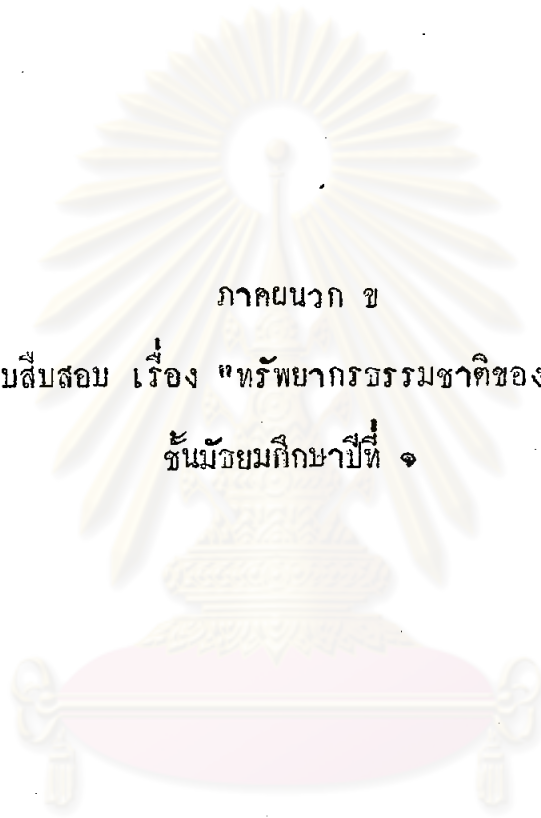 ภาคผนวก ข
บสืบสอบ เรื่อง "ทรัพยากรธรรมชาติของ
ชั้นมัธยมศึกษาปีที่ ๑